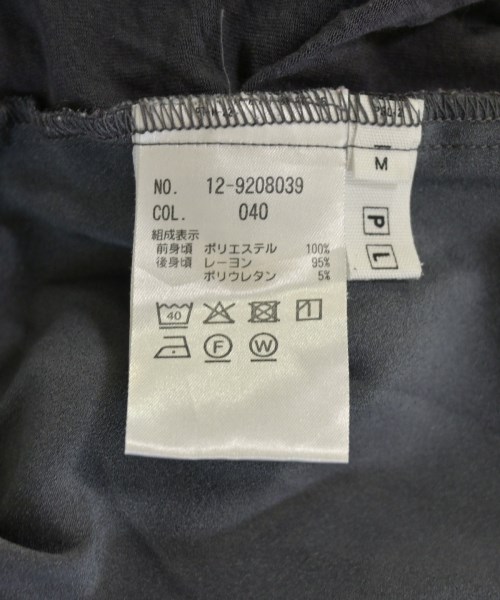 NO. 12-9208039
COL. 040
組成表示
前身頃 ポリエステル 100%
後身頃 レーヨン 95%
ポリウレタン 5%
40
F W
M
P
L